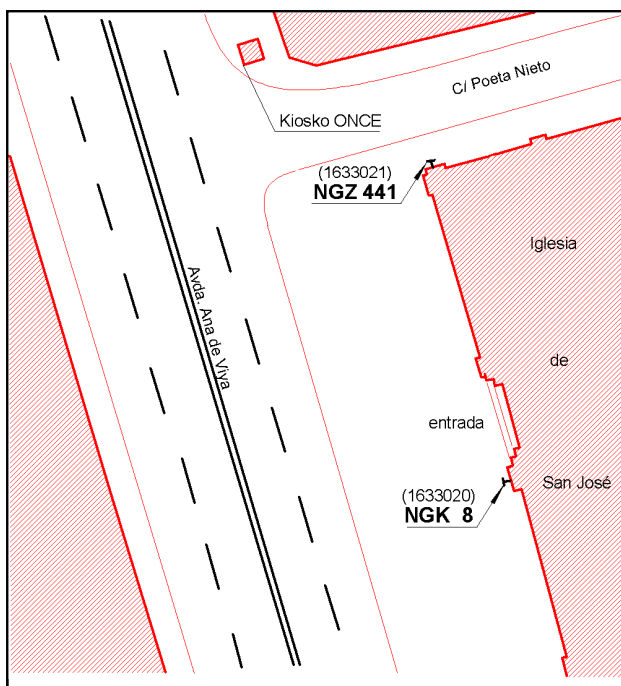 C/ Poeta Nieto
Kiosko ONCE
(1633021)
NGZ 441
Iglesia
Avda. Ana de Viya
de
entrada
San José
(1633020)
NGK 8